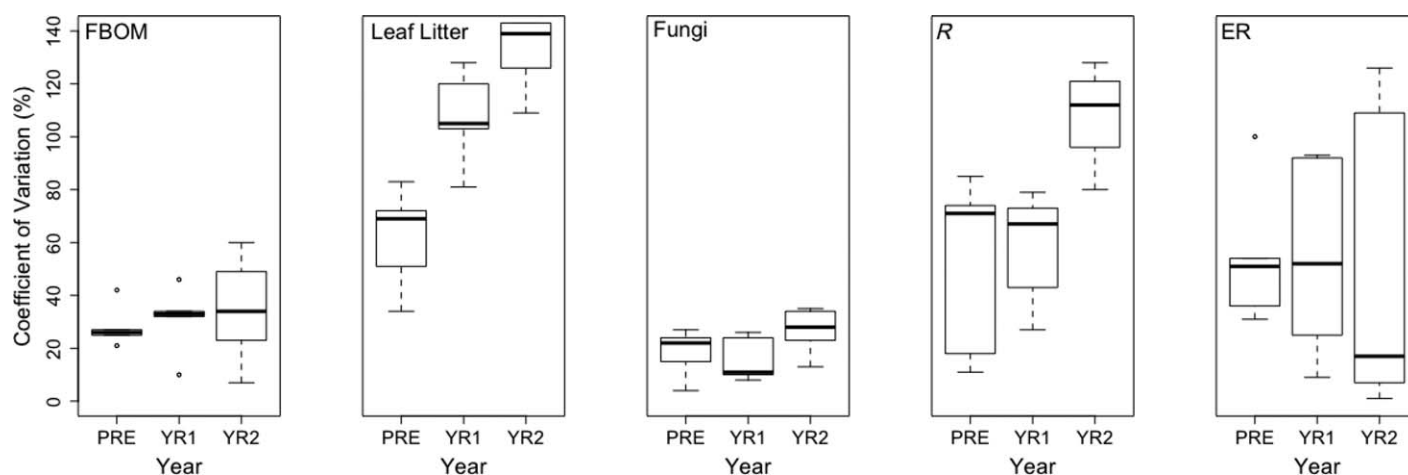 Coefficient of Variation (%)
0
20
40
60
80
100
120
140
FBOM
PRE YR1 YR2
Year
Leaf Litter
PRE YR1 YR2
Year
Fungi
PRE YR1 YR2
Year
R
PRE YR1 YR2
Year
ER
PRE YR1 YR2
Year